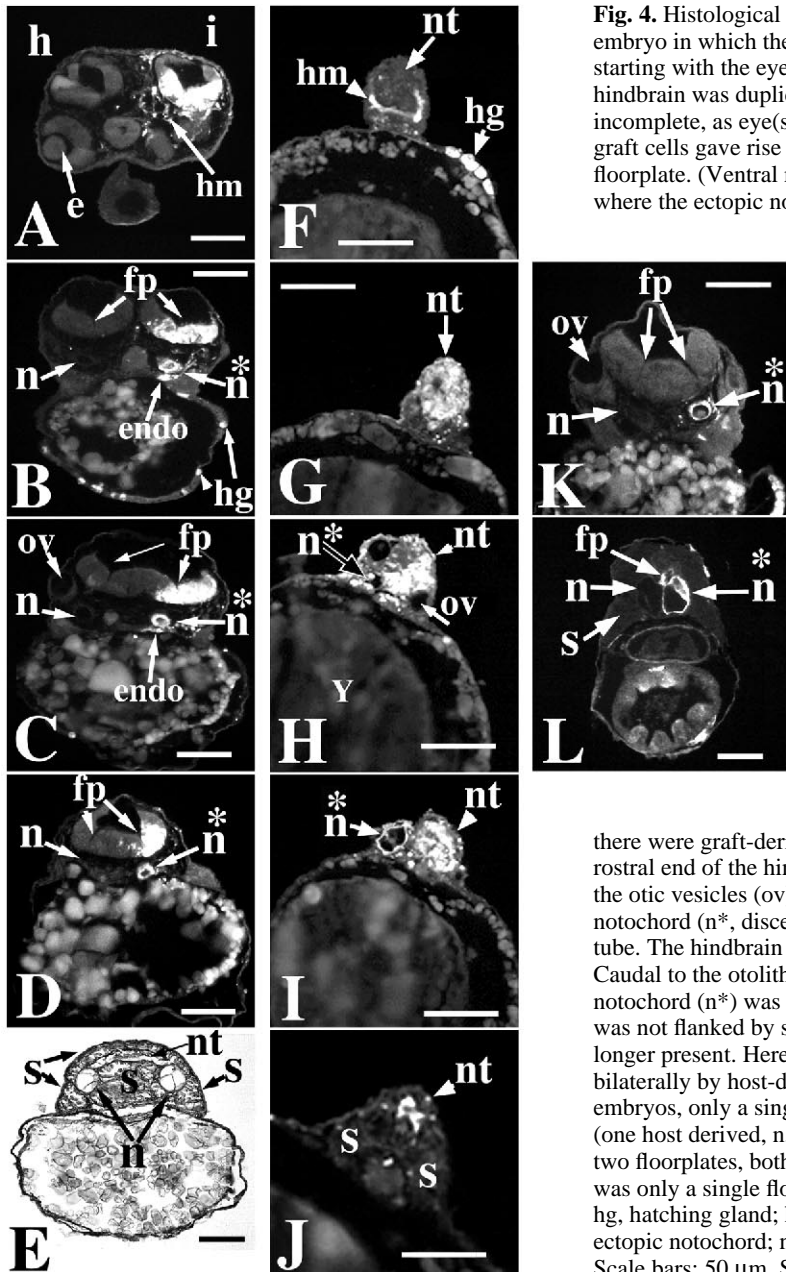 h i
hm
e
A
fp
n
*
n
endo
hg
B
ov
fp
n
*
n
endo
C
fp
n
*
n
D
nt
s s s
n
E
nt
hm
hg
F
nt
G
n*
nt
ov
Y
H
*
n
nt
I
nt
s s
J
fp
ov
n
*
n
K
fp
n
*
n
s
L
Fig. 4. Histological
embryo in which the
starting with the eye
hindbrain was duplic
incomplete, as eye(s
graft cells gave rise
floorplate. (Ventral r
where the ectopic no
there were graft-deri
rostral end of the hin
the otic vesicles (ov
notochord (n*, disce
tube. The hindbrain
Caudal to the otolith
notochord (n*) was
was not flanked by s
longer present. Here
bilaterally by host-d
embryos, only a sing
(one host derived, n
two floorplates, both
was only a single flo
hg, hatching gland; h
ectopic notochord; n
Scale bars: 50 µm. S